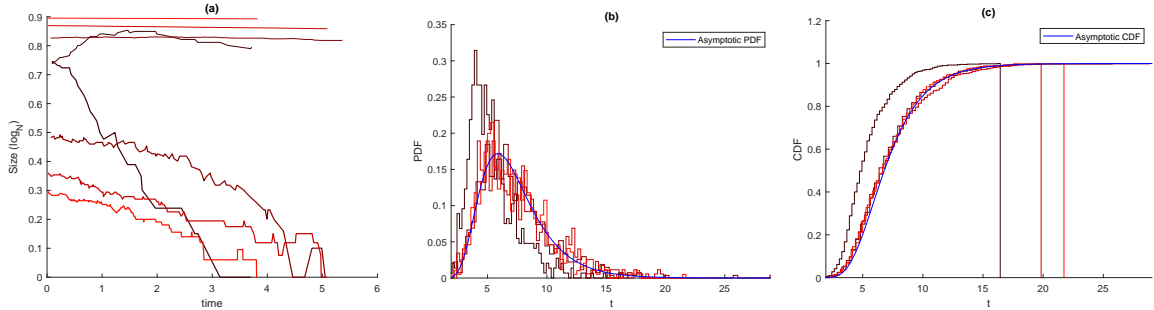 (a)
0.9
0.8
0.7
0.6
0.5
0.4
0.3
0.2
0.1
0
Size (log_N)
0 1 2 3 4 5 6
time
(b)
Asymptotic PDF
0.35
0.3
0.25
0.2
0.15
0.1
0.05
0
PDF
5 10 15 20 25
t
(c)
Asymptotic CDF
1.2
1
0.8
0.6
0.4
0.2
0
CDF
5 10 15 20 25
t